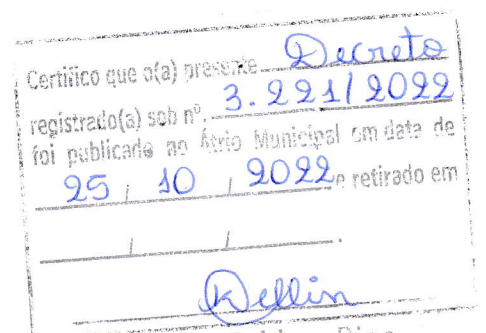 Certifico que o(a) presente Decreto
registrado(a) sob nº. 3.221/2022
foi publicado no Átrio Municipal em data de
25 / 10 / 2022 e retirado em
/ / .
Kellin